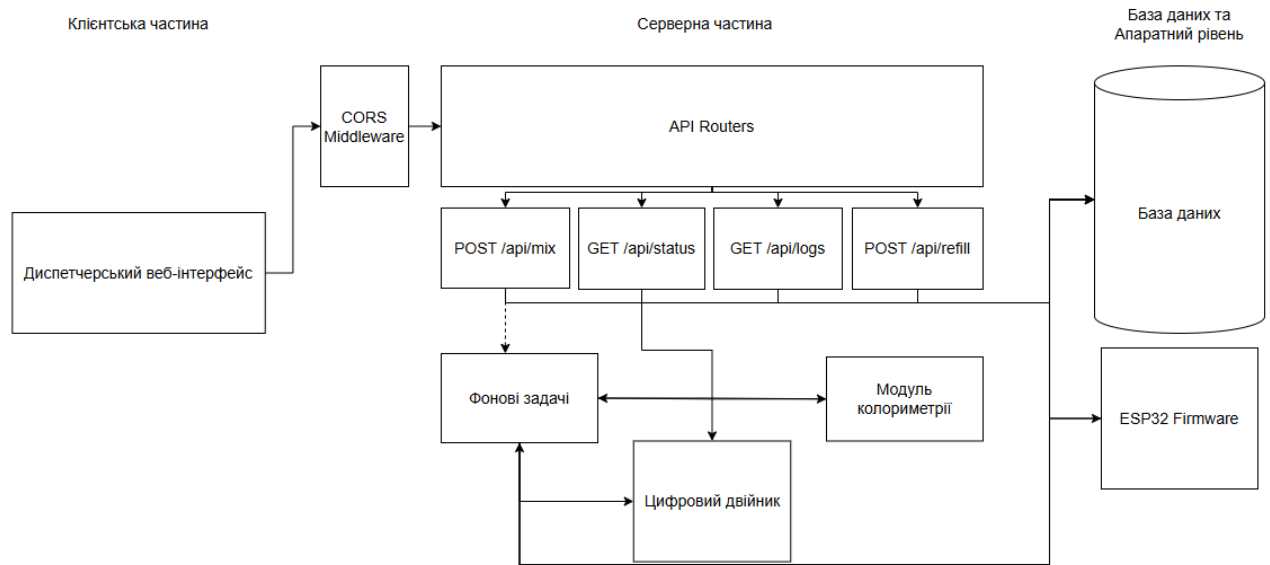 Клієнтська частина
Серверна частина
База даних та
Апаратний рівень
CORS
Middleware
API Routers
Диспетчерський веб-інтерфейс
POST /api/mix
GET /api/status
GET /api/logs
POST /api/refill
База даних
Фонові задачі
Модуль
колориметрії
ESP32 Firmware
Цифровий двійник